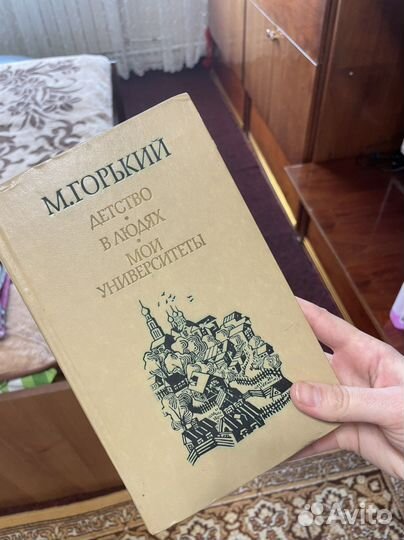 М.ГОРЬКИЙ
ДЕТСТВО
В ЛЮДЯХ
МОИ
УНИВЕРСИТЕТЫ
Avito